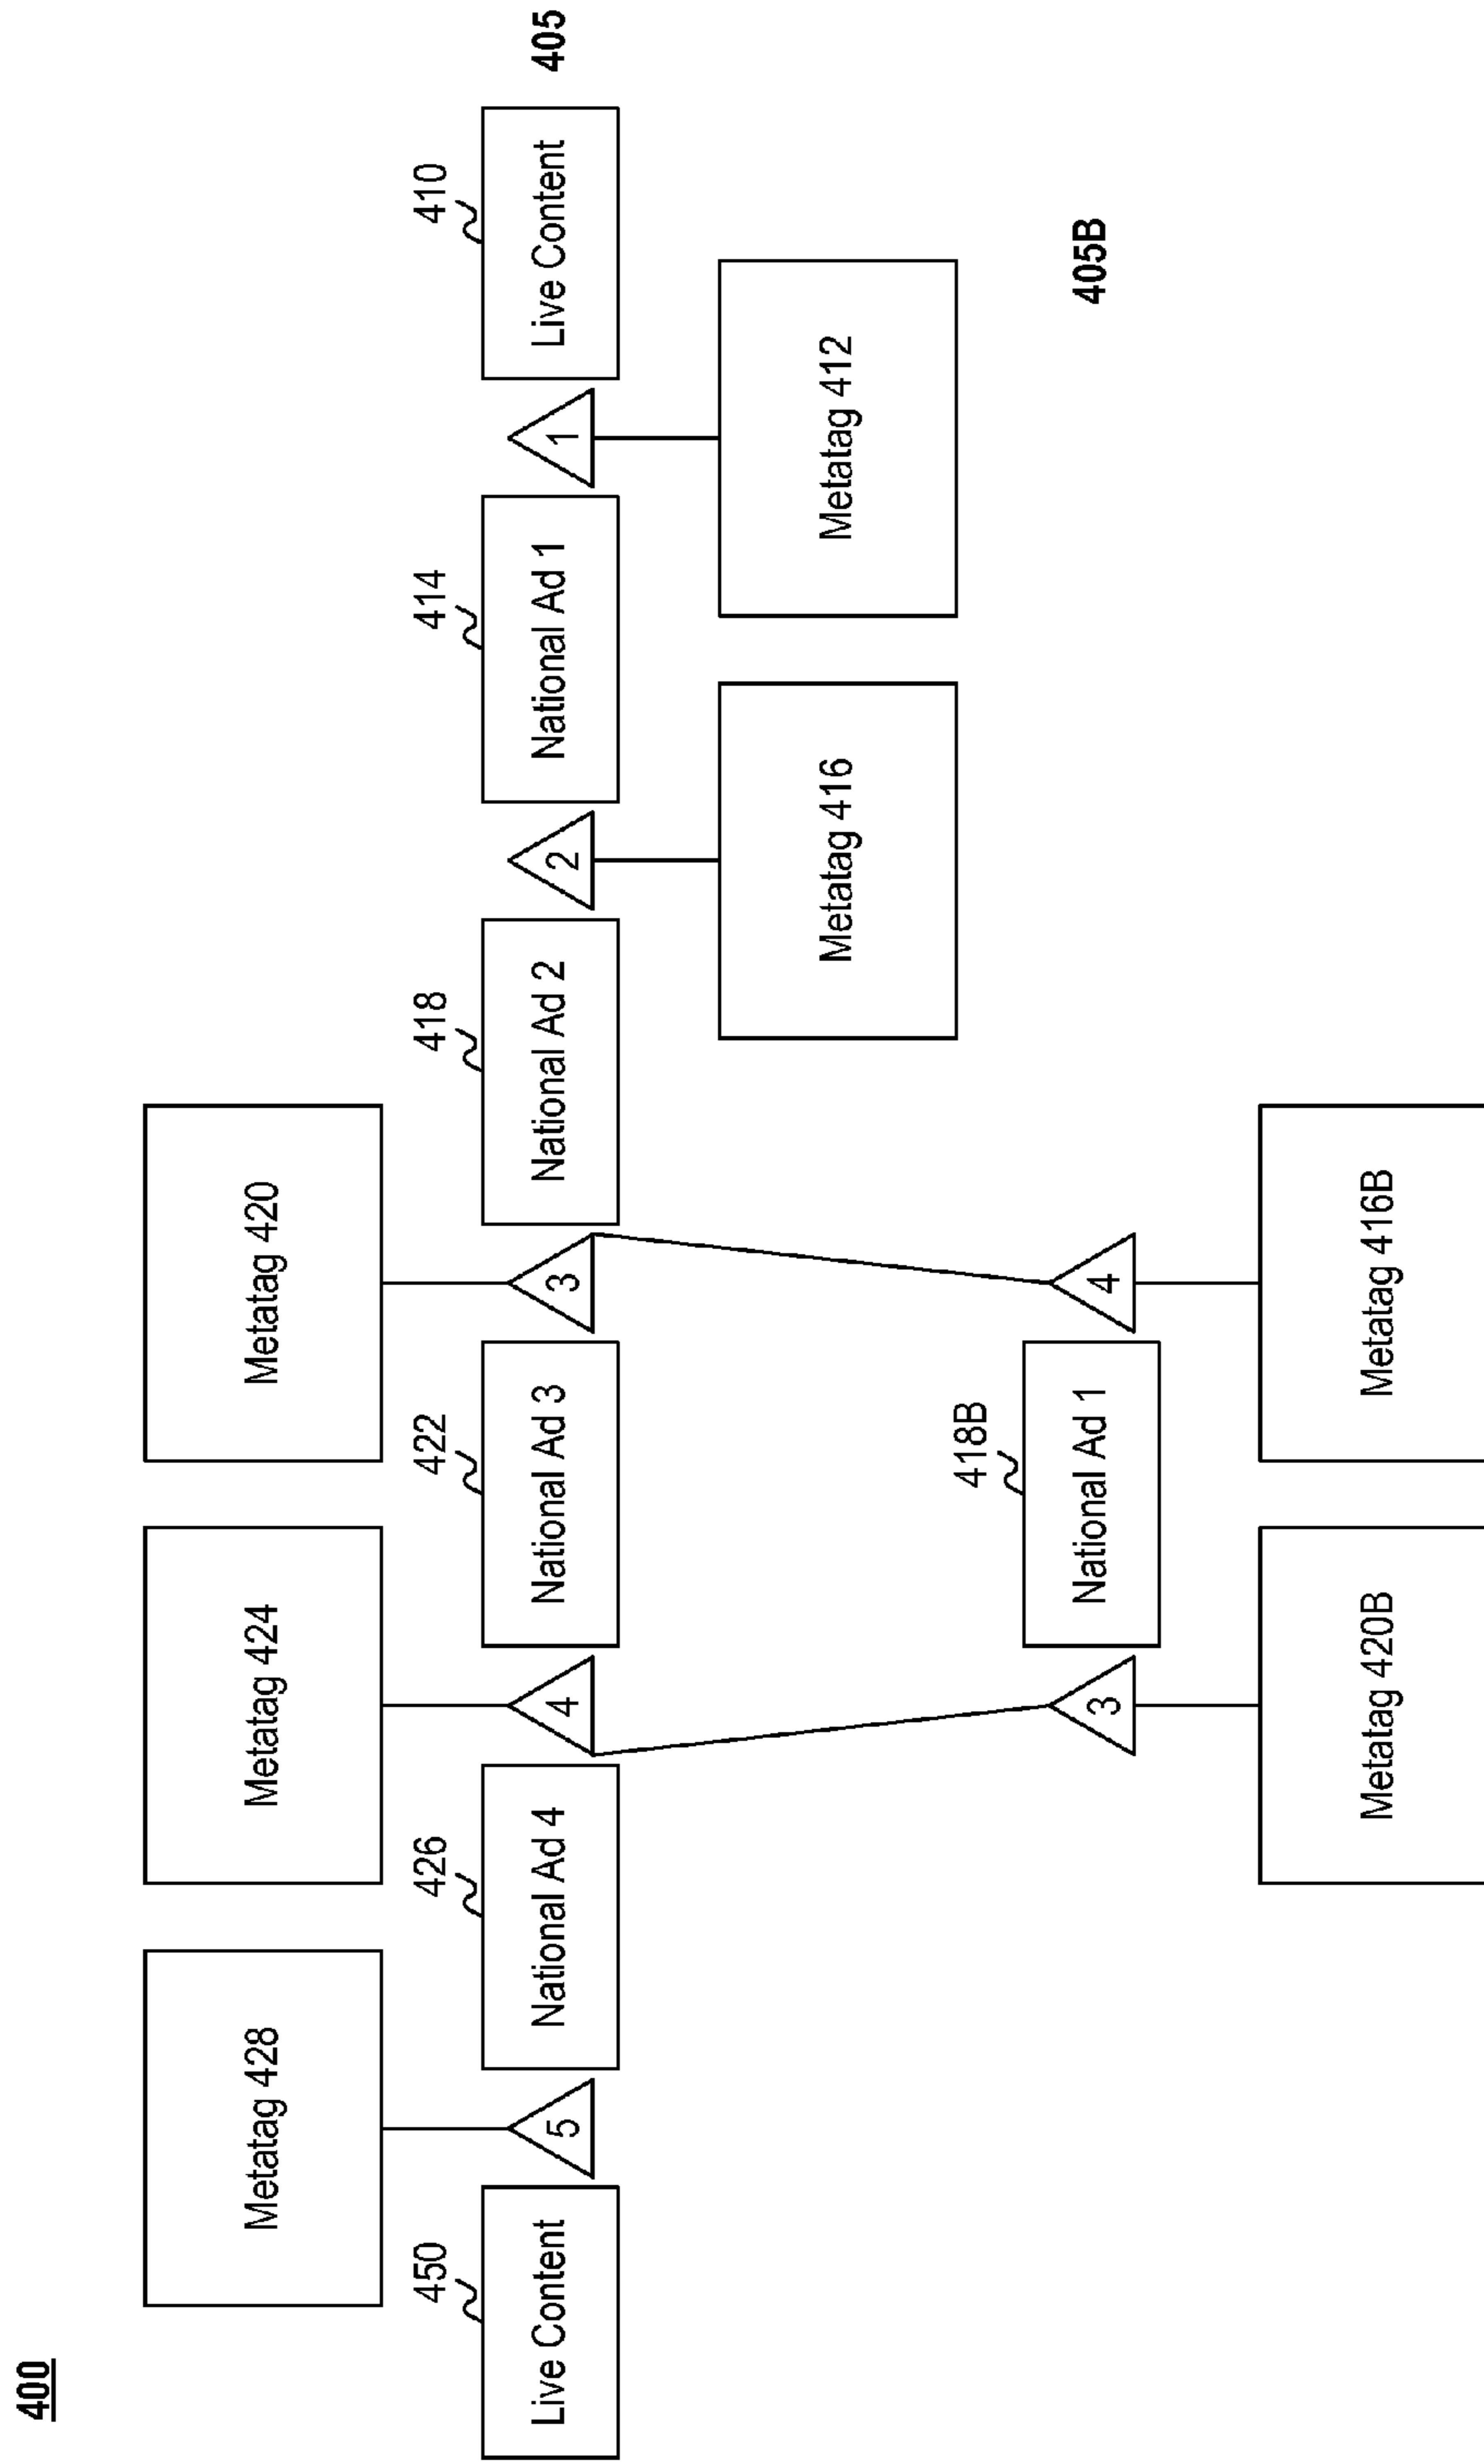 400
Metatag 428
Metatag 424
Metatag 420
450
426
422
418
414
410
Live Content
5
National Ad 4
4
National Ad 3
3
National Ad 2
2
National Ad 1
1
Live Content
405
Metatag 416
Metatag 412
418B
3
National Ad 1
4
405B
Metatag 420B
Metatag 416B